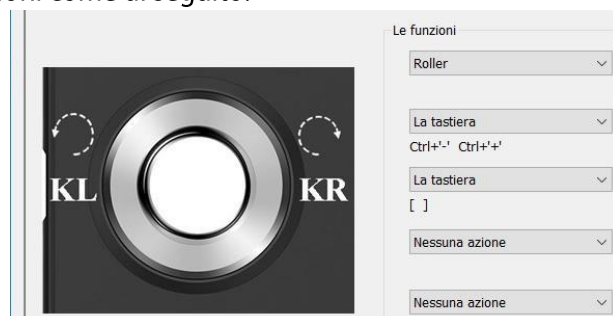 Le funzioni
Roller
La tastiera
Ctrl+'-' Ctrl+'+'
KL
KR
La tastiera
[ ]
Nessuna azione
Nessuna azione